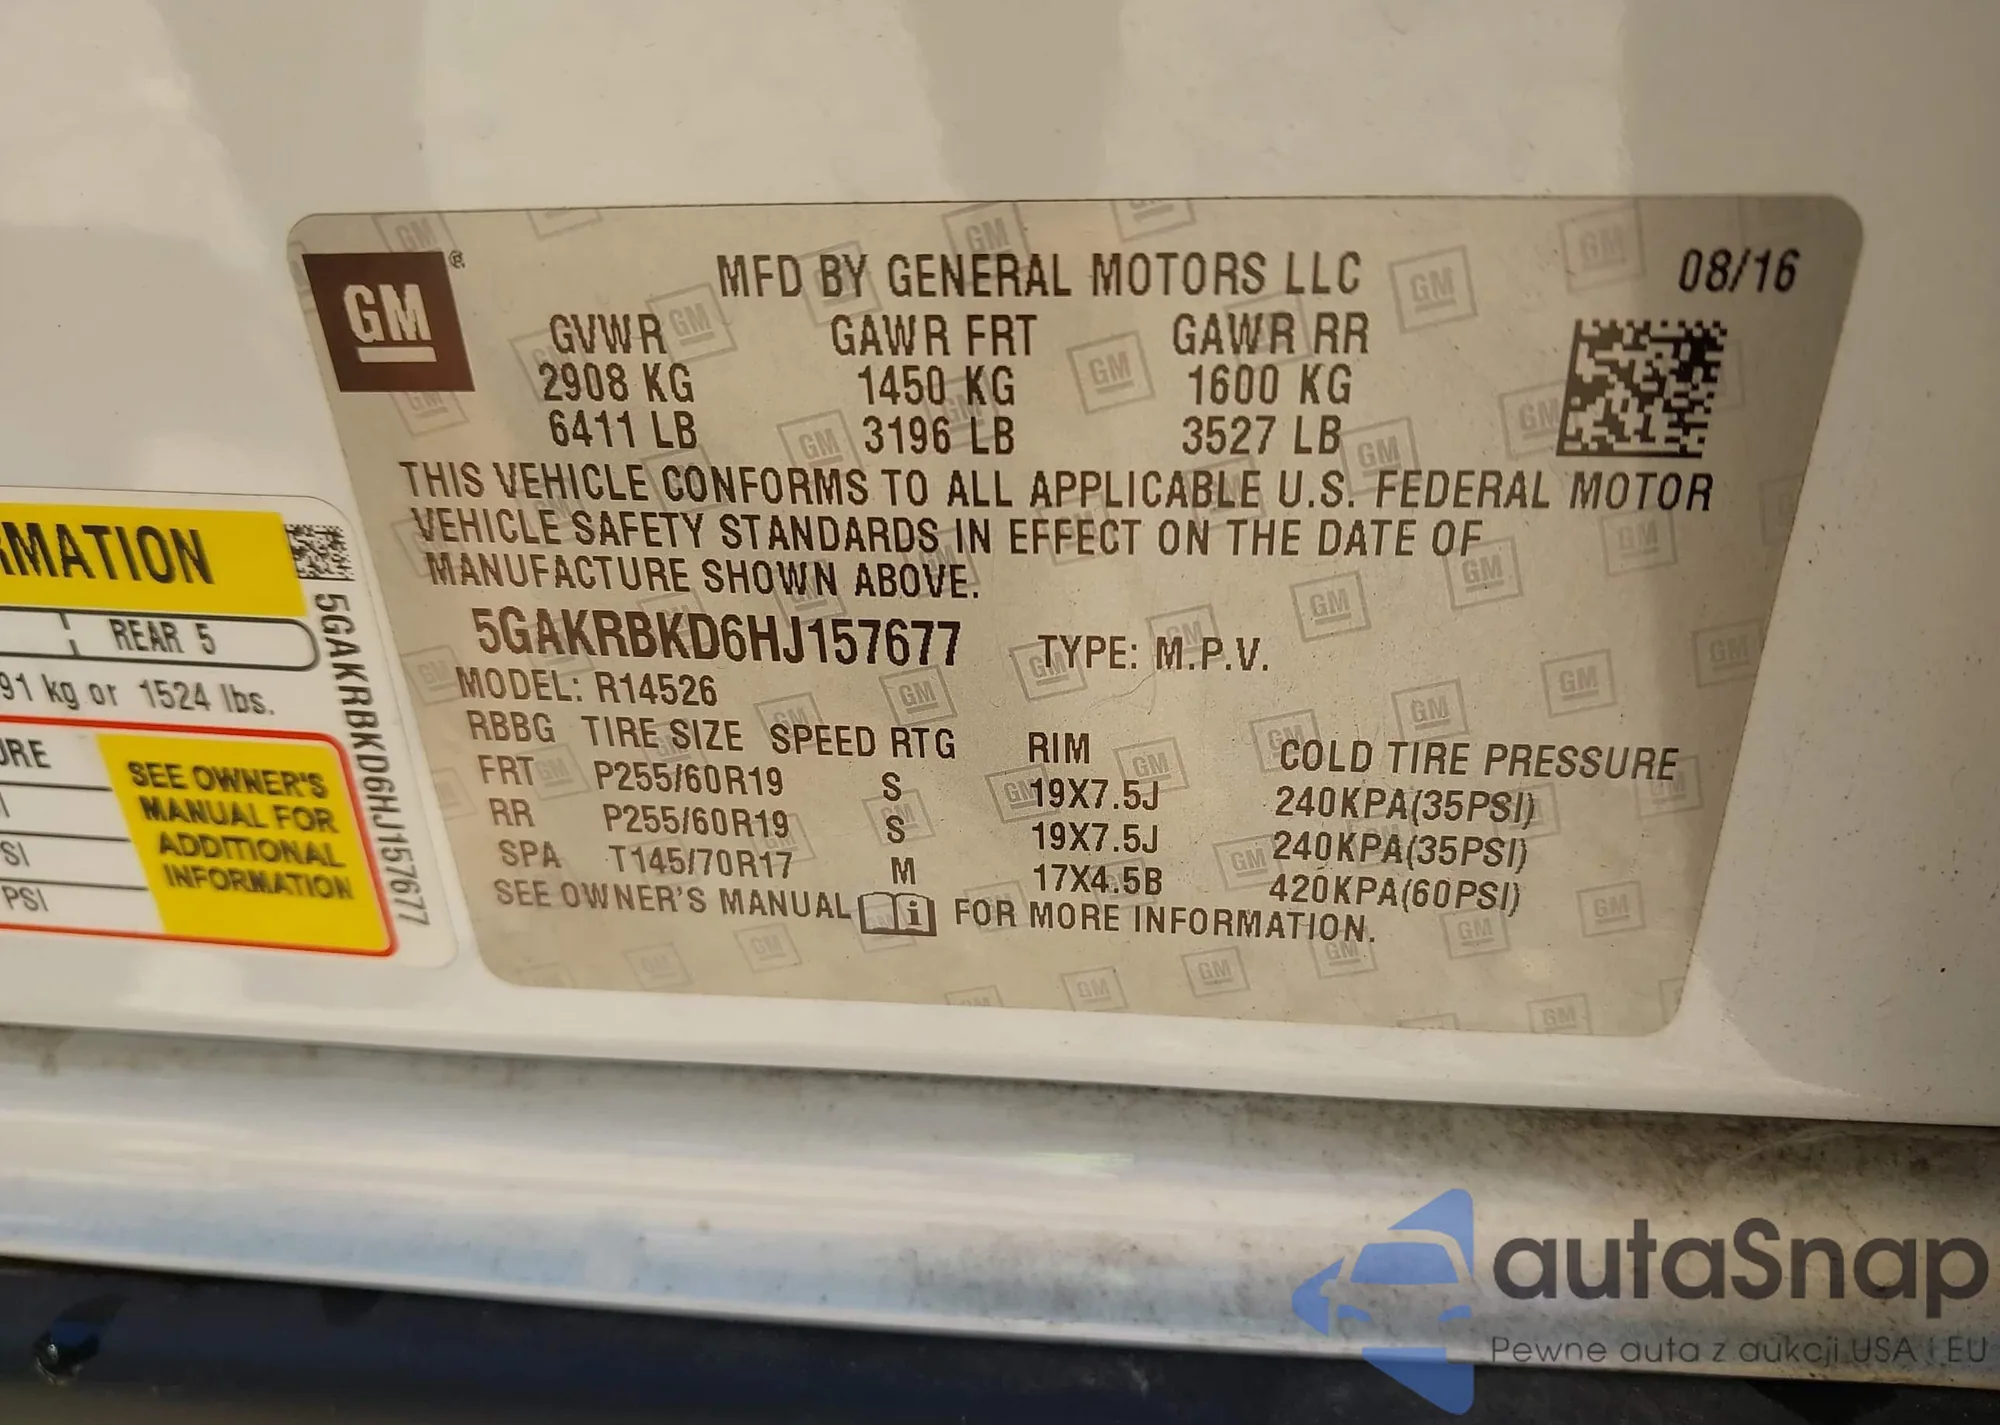 GM ®
MFD BY GENERAL MOTORS LLC
08/16
GVWR GAWR FRT GAWR RR
2908 KG 1450 KG 1600 KG
6411 LB 3196 LB 3527 LB
THIS VEHICLE CONFORMS TO ALL APPLICABLE U.S. FEDERAL MOTOR
VEHICLE SAFETY STANDARDS IN EFFECT ON THE DATE OF
MANUFACTURE SHOWN ABOVE.
5GAKRBKD6HJ157677 TYPE: M.P.V.
MODEL: R14526
RBBG TIRE SIZE SPEED RTG RIM COLD TIRE PRESSURE
FRT P255/60R19 S 19X7.5J 240KPA(35PSI)
RR P255/60R19 S 19X7.5J 240KPA(35PSI)
SPA T145/70R17 M 17X4.5B 420KPA(60PSI)
SEE OWNER'S MANUAL i FOR MORE INFORMATION.
RMATION
REAR 5
91 kg or 1524 lbs.
URE
SI
PSI
SEE OWNER'S
MANUAL FOR
ADDITIONAL
INFORMATION
5GAKRBKD6HJ157677
autaSnap
Pewne auta z aukcji USA i EU